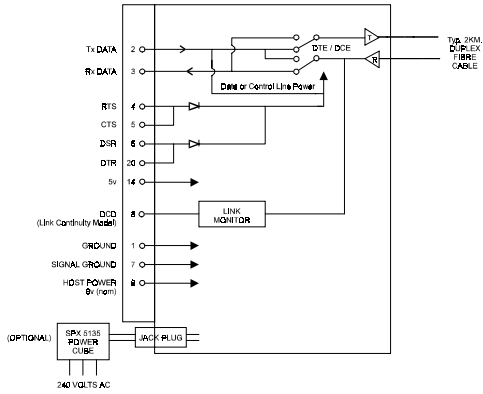 Tx DATA 2
Rx DATA 3
RTS 4
CTS 5
DSR 6
DTR 20
5v 14
DCD 8
(Link Continuity Model)
GROUND 1
SIGNAL GROUND 7
HOST POWER 9
9v (nom)
DTE / DCE
T
R
Typ. 2KM.
DUPLEX
FIBRE
CABLE
Data or Control Line Power
LINK
MONITOR
(OPTIONAL)
SPX 5135
POWER
CUBE
JACK PLUG
240 VOLTS AC